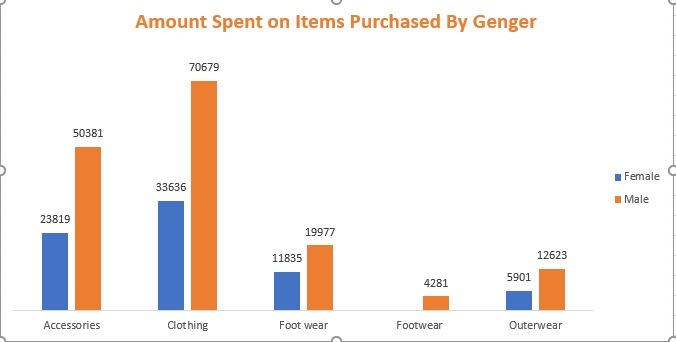 Amount Spent on Items Purchased By Genger
70679
50381
33636
23819
19977
11835
12623
5901
4281
Female
Male
Accessories
Clothing
Foot wear
Footwear
Outerwear